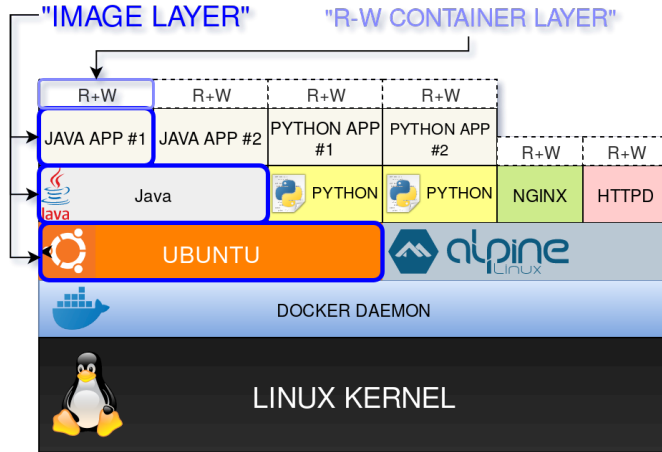 "IMAGE LAYER" "R-W CONTAINER LAYER"
R+W R+W R+W R+W
JAVA APP #1 JAVA APP #2 PYTHON APP #1 PYTHON APP #2
R+W R+W
Java Java PYTHON PYTHON NGINX HTTPD
UBUNTU alpine Linux
DOCKER DAEMON
LINUX KERNEL